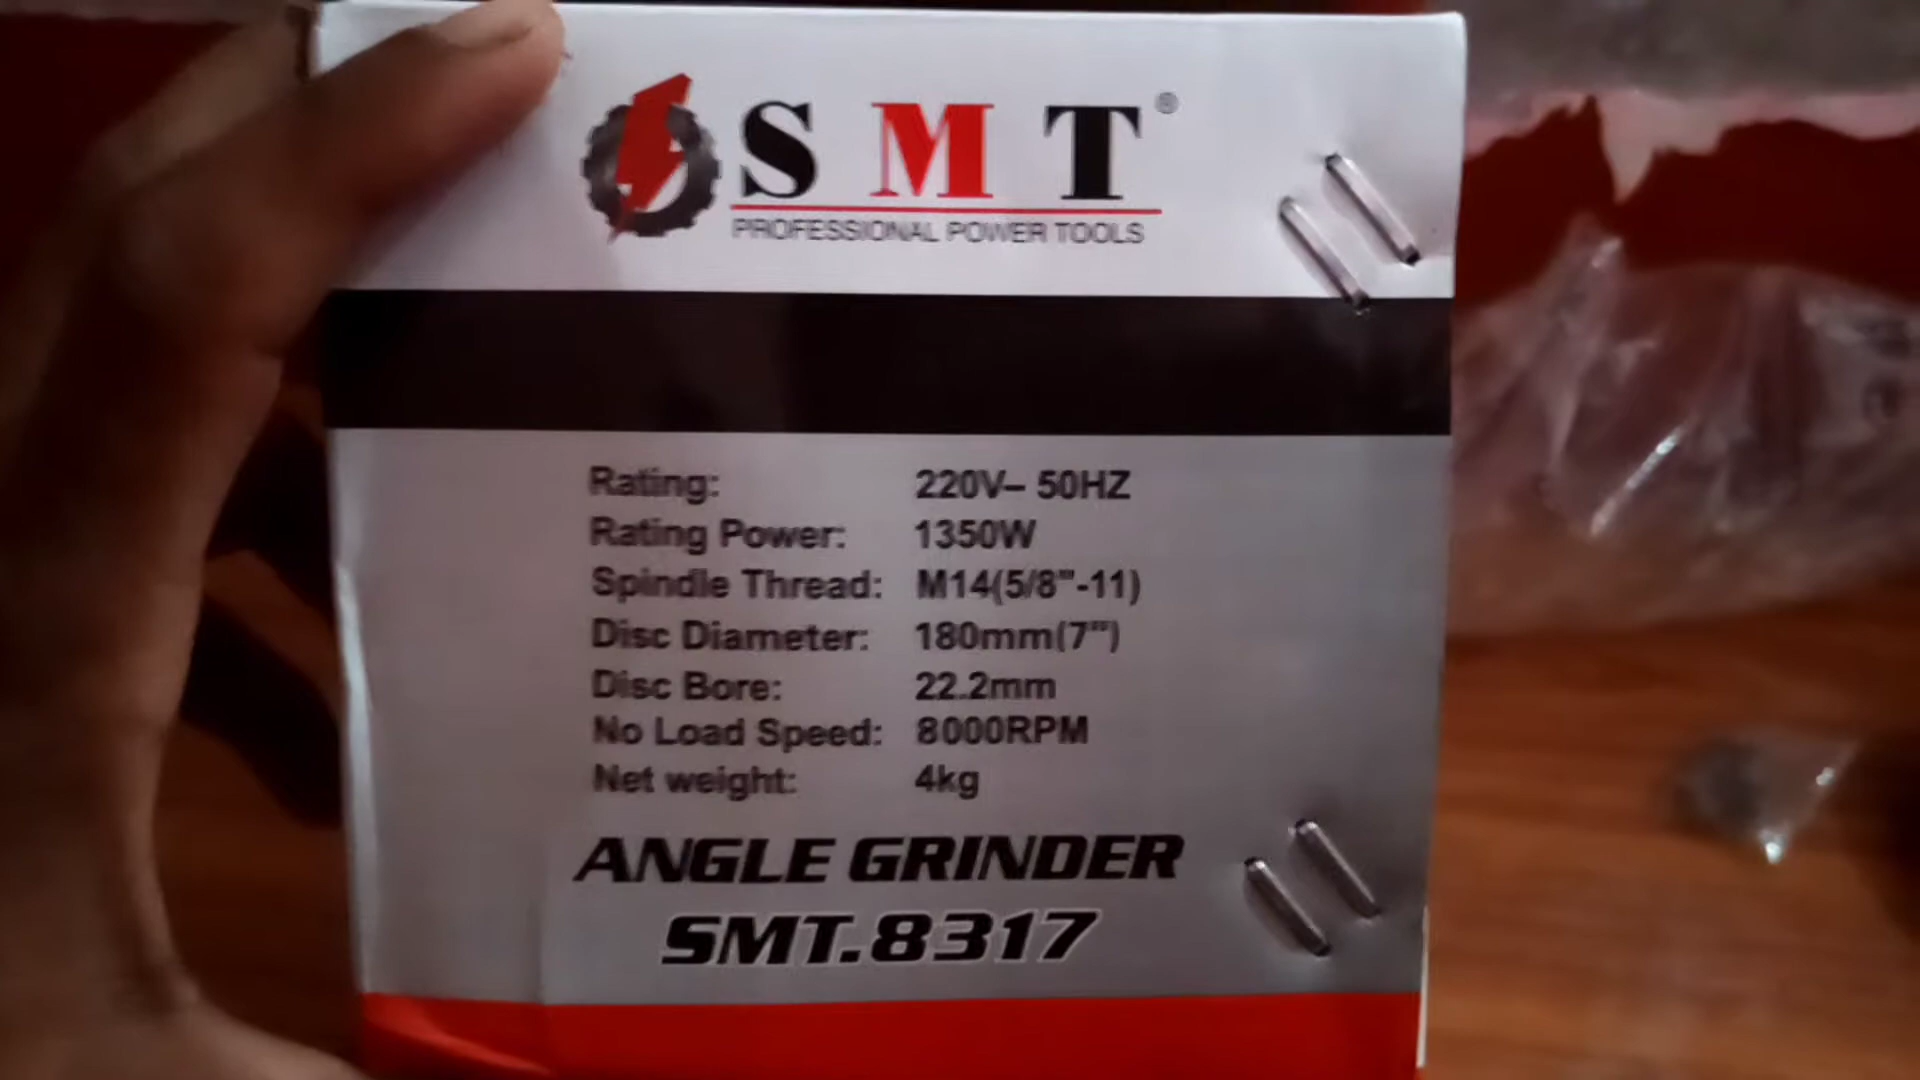 SMT®
PROFESSIONAL POWER TOOLS
Rating: 220V– 50HZ
Rating Power: 1350W
Spindle Thread: M14(5/8"-11)
Disc Diameter: 180mm(7")
Disc Bore: 22.2mm
No Load Speed: 8000RPM
Net weight: 4kg
ANGLE GRINDER
SMT.8317